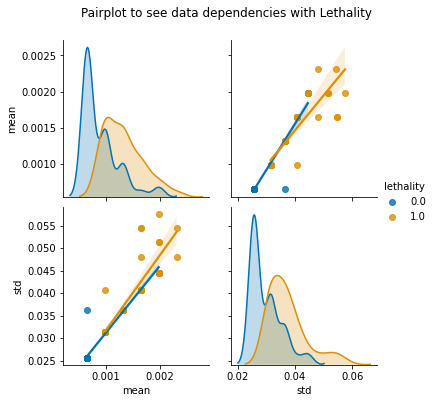 Pairplot to see data dependencies with Lethality
0.0025
0.0020
0.0015
0.0010
mean
lethality
0.0
1.0
0.055
0.050
0.045
0.040
0.035
0.030
0.025
std
0.001 0.002
mean
0.02 0.04 0.06
std